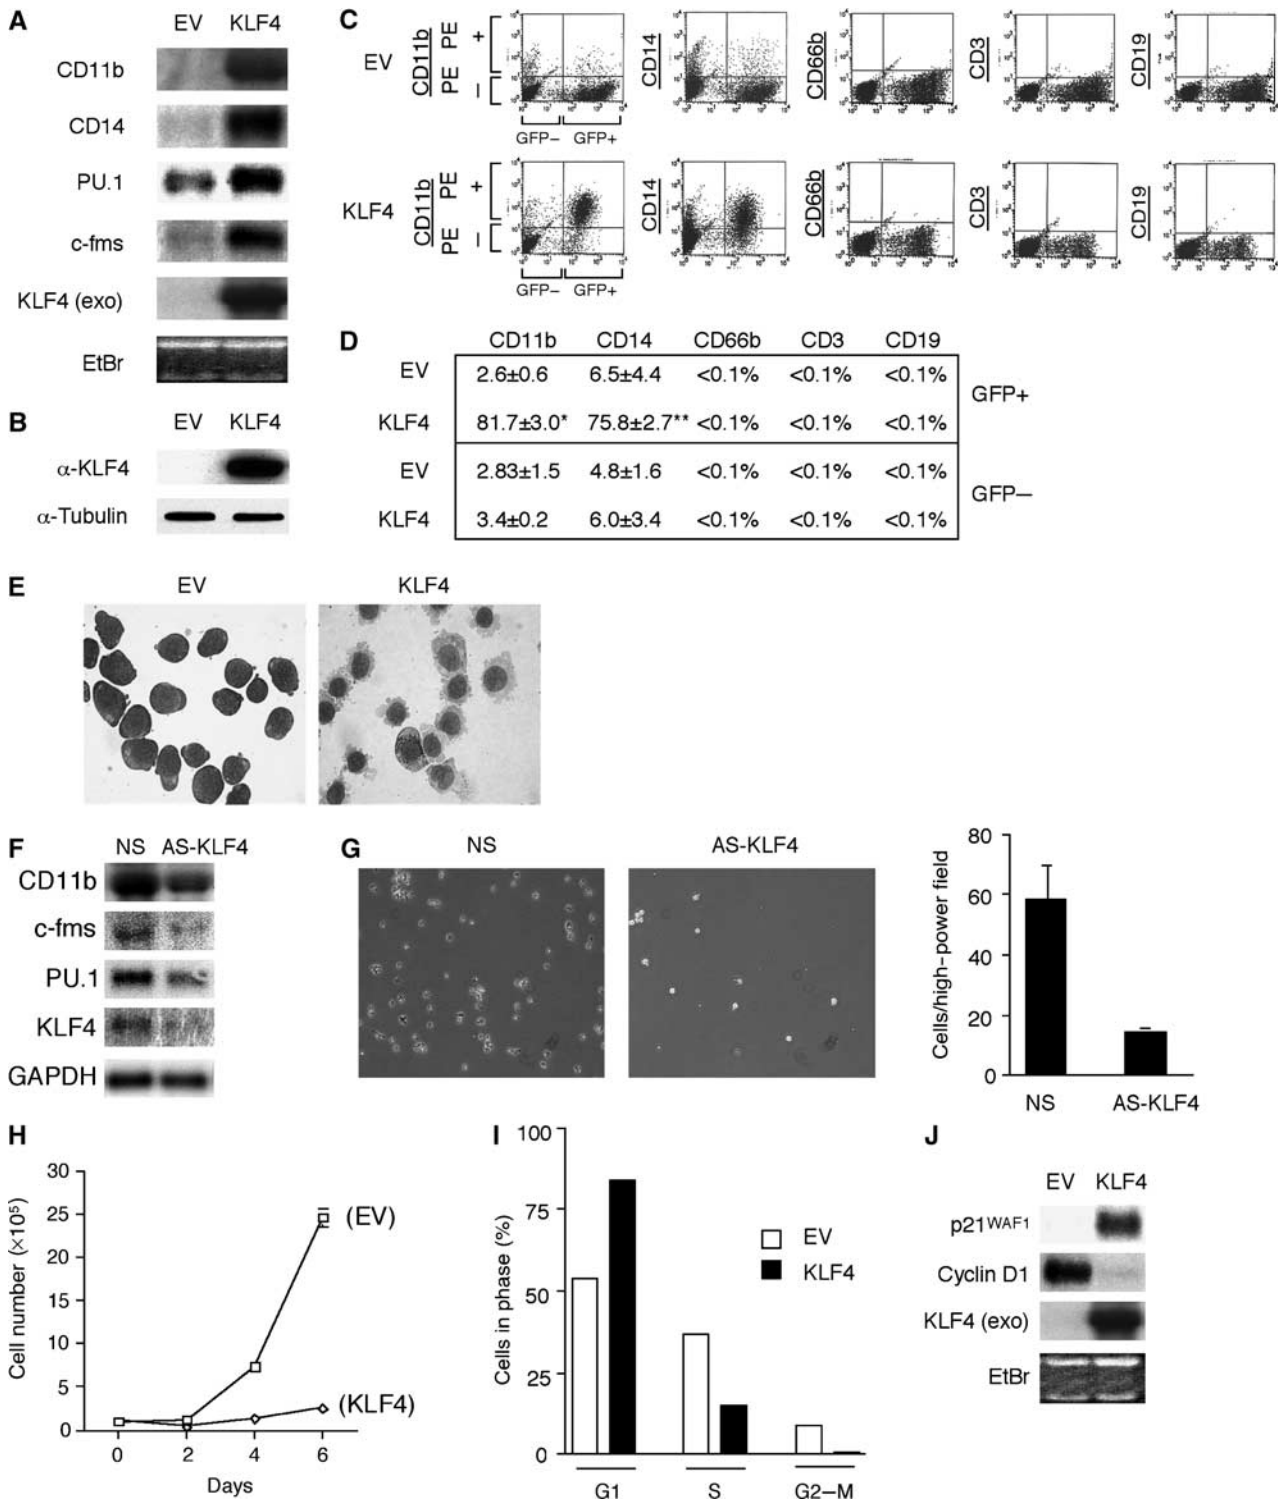 A
EV KLF4
CD11b
CD14
PU.1
c-fms
KLF4 (exo)
EtBr
B
EV KLF4
α-KLF4
α-Tubulin
C
EV
CD11b
PE PE
+
−
GFP− GFP+
CD14
CD66b
CD3
CD19
KLF4
CD11b
PE PE
+
−
GFP− GFP+
CD14
CD66b
CD3
CD19
D
CD11b CD14 CD66b CD3 CD19
EV 2.6±0.6 6.5±4.4 <0.1% <0.1% <0.1%
GFP+
KLF4 81.7±3.0* 75.8±2.7** <0.1% <0.1% <0.1%
EV 2.83±1.5 4.8±1.6 <0.1% <0.1% <0.1%
GFP−
KLF4 3.4±0.2 6.0±3.4 <0.1% <0.1% <0.1%
E
EV KLF4
F
NS AS-KLF4
CD11b
c-fms
PU.1
KLF4
GAPDH
G
NS AS-KLF4
Cells/high-power field
80
60
40
20
0
NS AS-KLF4
H
Cell number (×10⁵)
30
25
20
15
10
5
0
(EV)
(KLF4)
0 2 4 6
Days
I
Cells in phase (%)
100
75
50
25
0
EV
KLF4
G1 S G2−M
J
EV KLF4
p21WAF1
Cyclin D1
KLF4 (exo)
EtBr